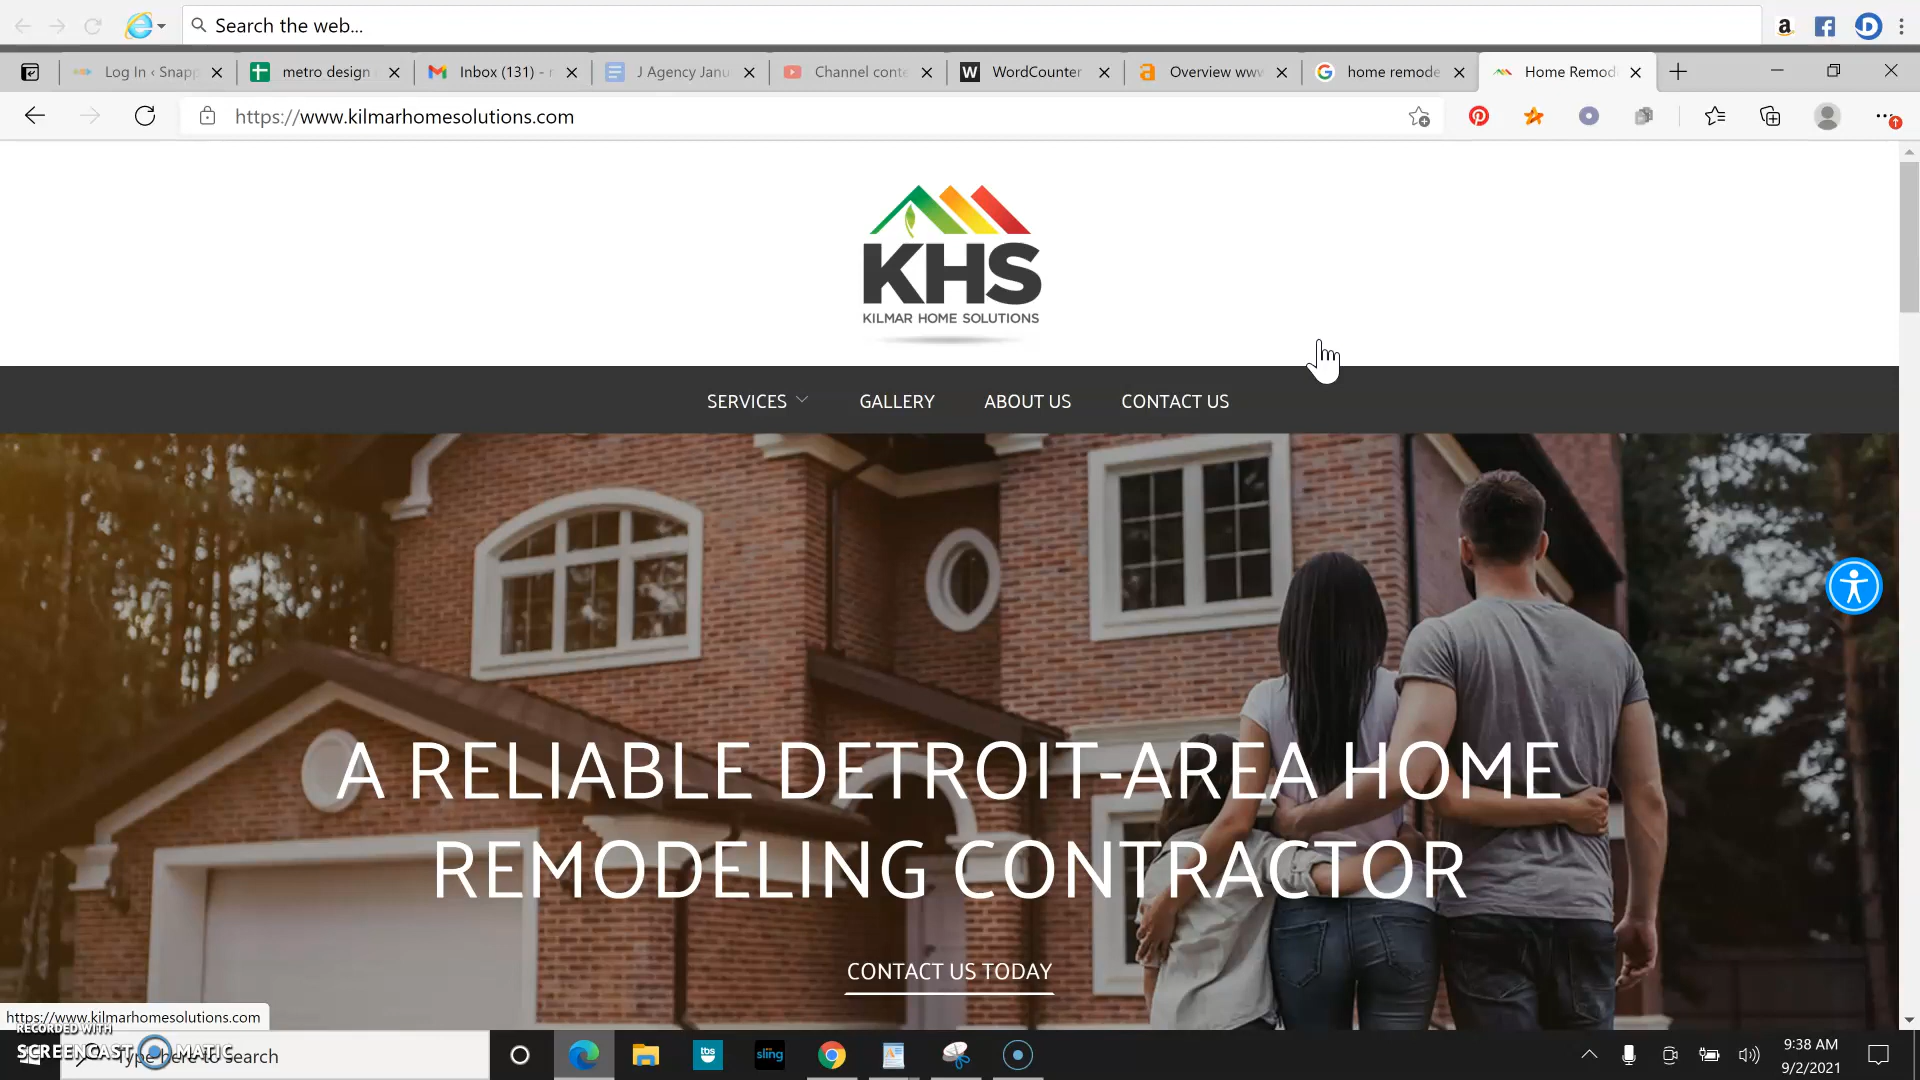 Search the web...
Log In ‹ Snapp
metro design
Inbox (131) - r
J Agency Janu
Channel conte
WordCounter
Overview www
home remode
Home Remod
https://www.kilmarhomesolutions.com
KHS
KILMAR HOME SOLUTIONS
SERVICES
GALLERY
ABOUT US
CONTACT US
A RELIABLE DETROIT-AREA HOME
REMODELING CONTRACTOR
CONTACT US TODAY
https://www.kilmarhomesolutions.com
RECORDED WITH
SCREENCAST MATIC
Type here to search
tbs
sling
9:38 AM
9/2/2021